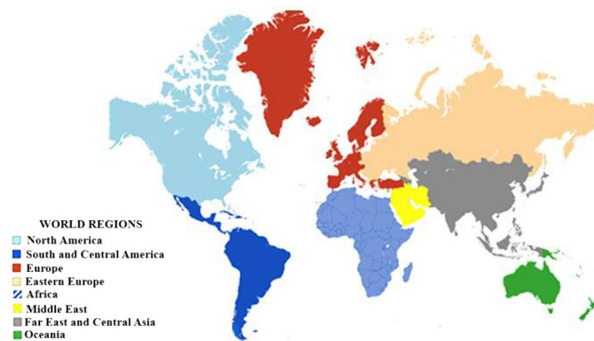 WORLD REGIONS
North America
South and Central America
Europe
Eastern Europe
Africa
Middle East
Far East and Central Asia
Oceania